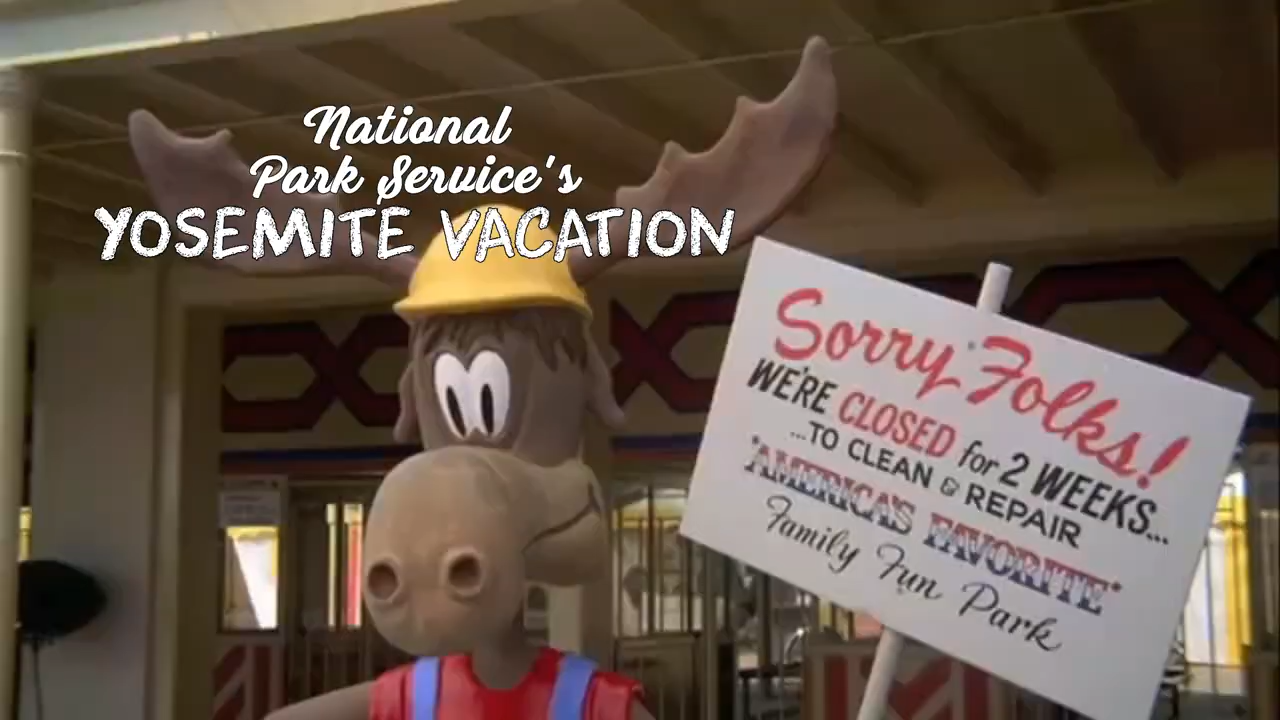 National
Park Service's
YOSEMITE VACATION
Sorry Folks!
WE'RE CLOSED for 2 WEEKS...
...TO CLEAN & REPAIR
"AMERICA'S FAVORITE"
Family Fun Park